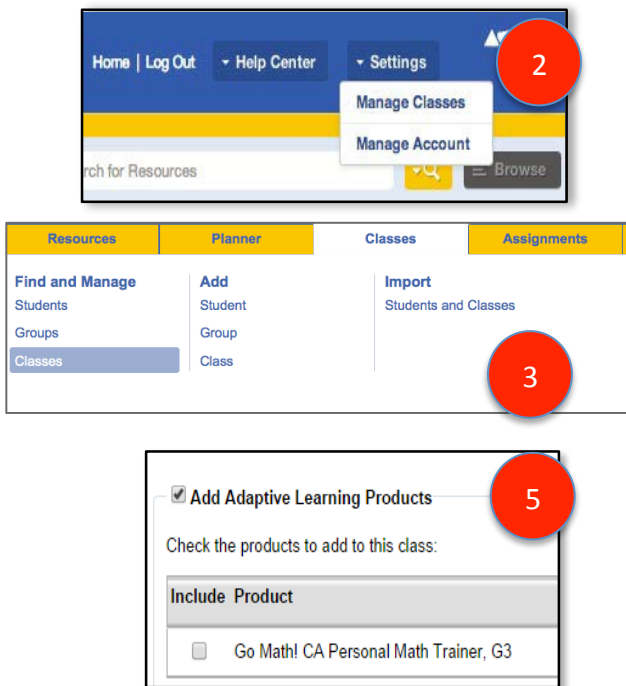 Home | Log Out Help Center Settings 2
Manage Classes
Manage Account
rch for Resources Browse
Resources Planner Classes Assignments
Find and Manage Add Import
Students Student Students and Classes
Groups Group
Classes Class
3
Add Adaptive Learning Products 5
Check the products to add to this class:
Include Product
Go Math! CA Personal Math Trainer, G3